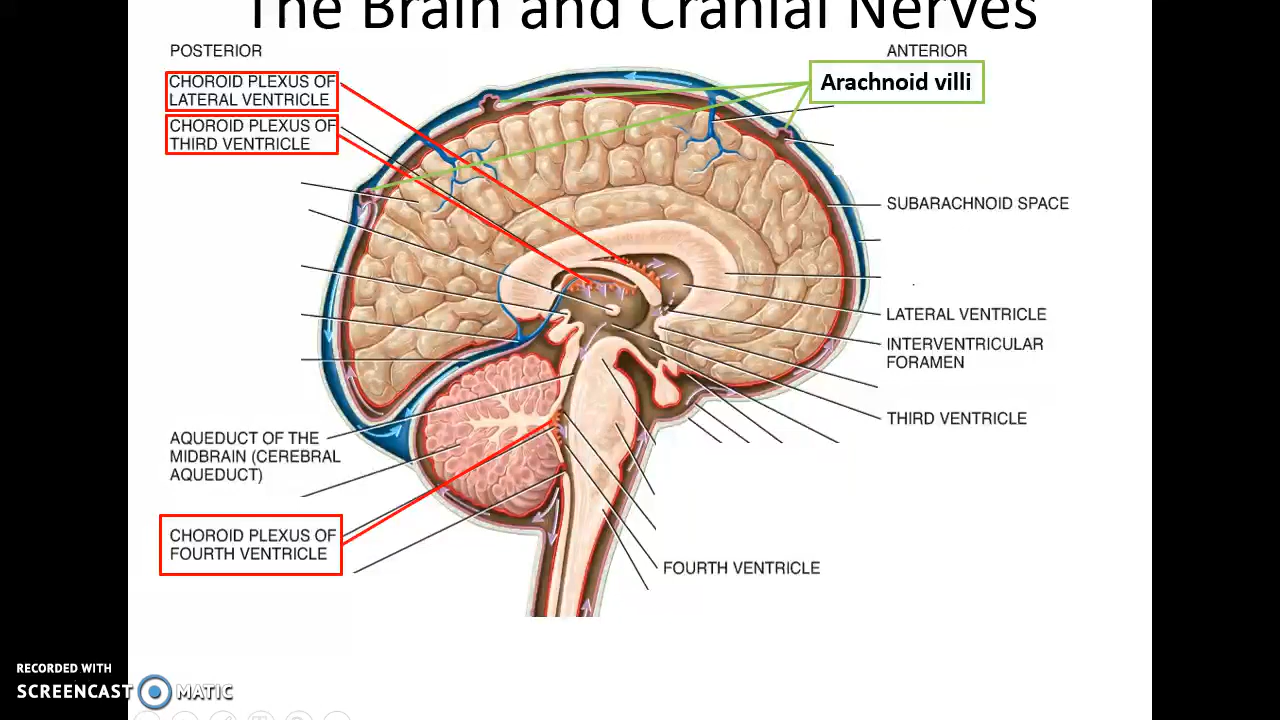 The Brain and Cranial Nerves
POSTERIOR
ANTERIOR
CHOROID PLEXUS OF
LATERAL VENTRICLE
Arachnoid villi
CHOROID PLEXUS OF
THIRD VENTRICLE
SUBARACHNOID SPACE
LATERAL VENTRICLE
INTERVENTRICULAR
FORAMEN
THIRD VENTRICLE
AQUEDUCT OF THE
MIDBRAIN (CEREBRAL
AQUEDUCT)
CHOROID PLEXUS OF
FOURTH VENTRICLE
FOURTH VENTRICLE
RECORDED WITH
SCREENCAST MATIC